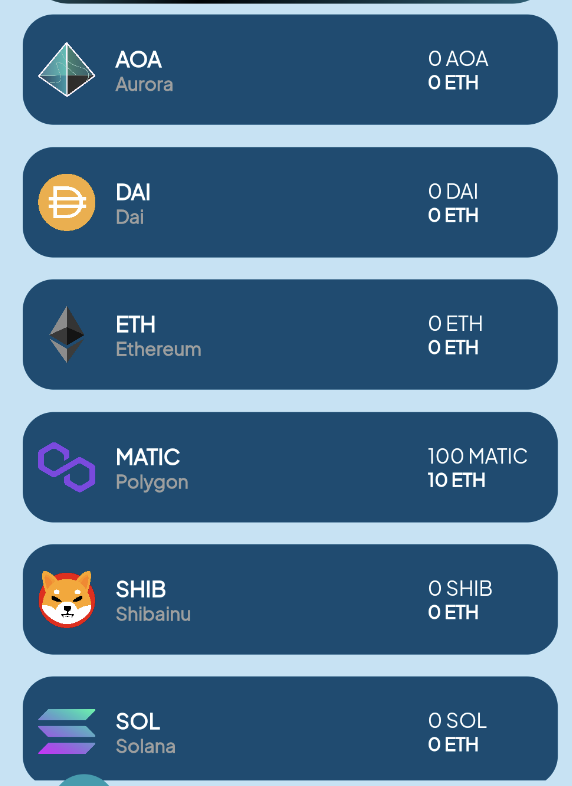 AOA
Aurora
0 AOA
0 ETH
DAI
Dai
0 DAI
0 ETH
ETH
Ethereum
0 ETH
0 ETH
MATIC
Polygon
100 MATIC
10 ETH
SHIB
Shibainu
0 SHIB
0 ETH
SOL
Solana
0 SOL
0 ETH